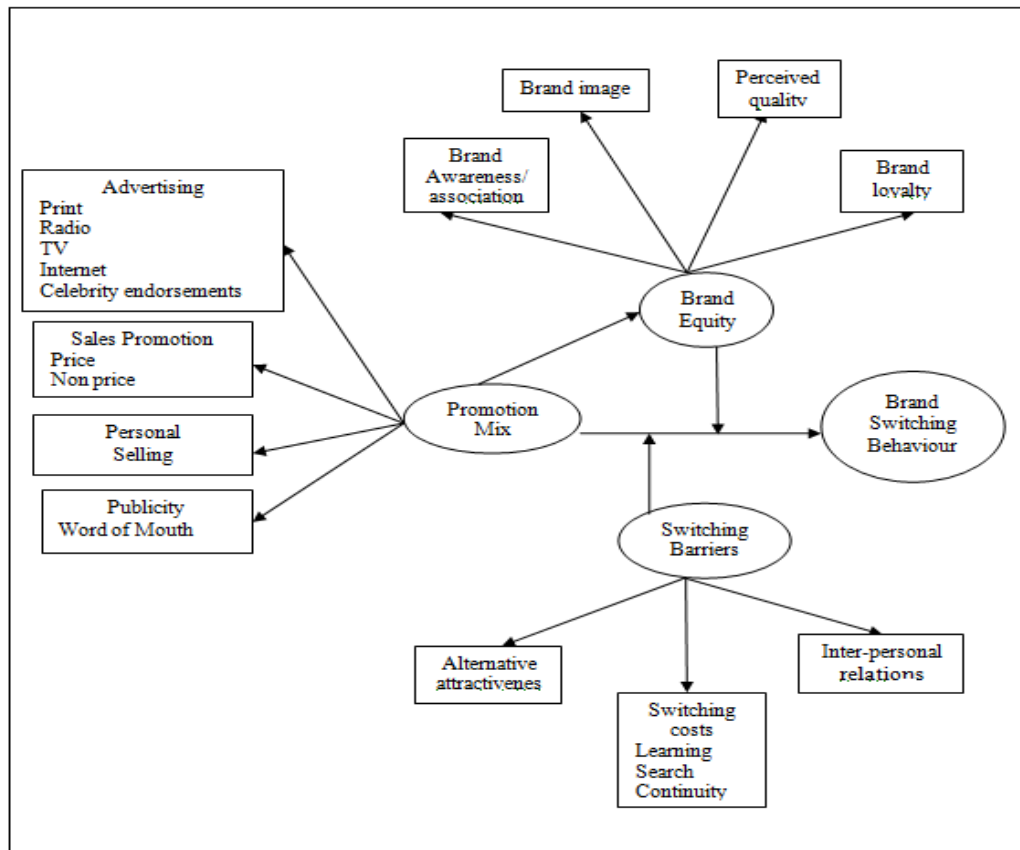 Brand image
Perceived
quality
Brand
Awareness/
association
Brand
loyalty
Advertising
Print
Radio
TV
Internet
Celebrity endorsements
Brand
Equity
Sales Promotion
Price
Non price
Promotion
Mix
Brand
Switching
Behaviour
Personal
Selling
Publicity
Word of Mouth
Switching
Barriers
Alternative
attractivenes
Inter-personal
relations
Switching
costs
Learning
Search
Continuity